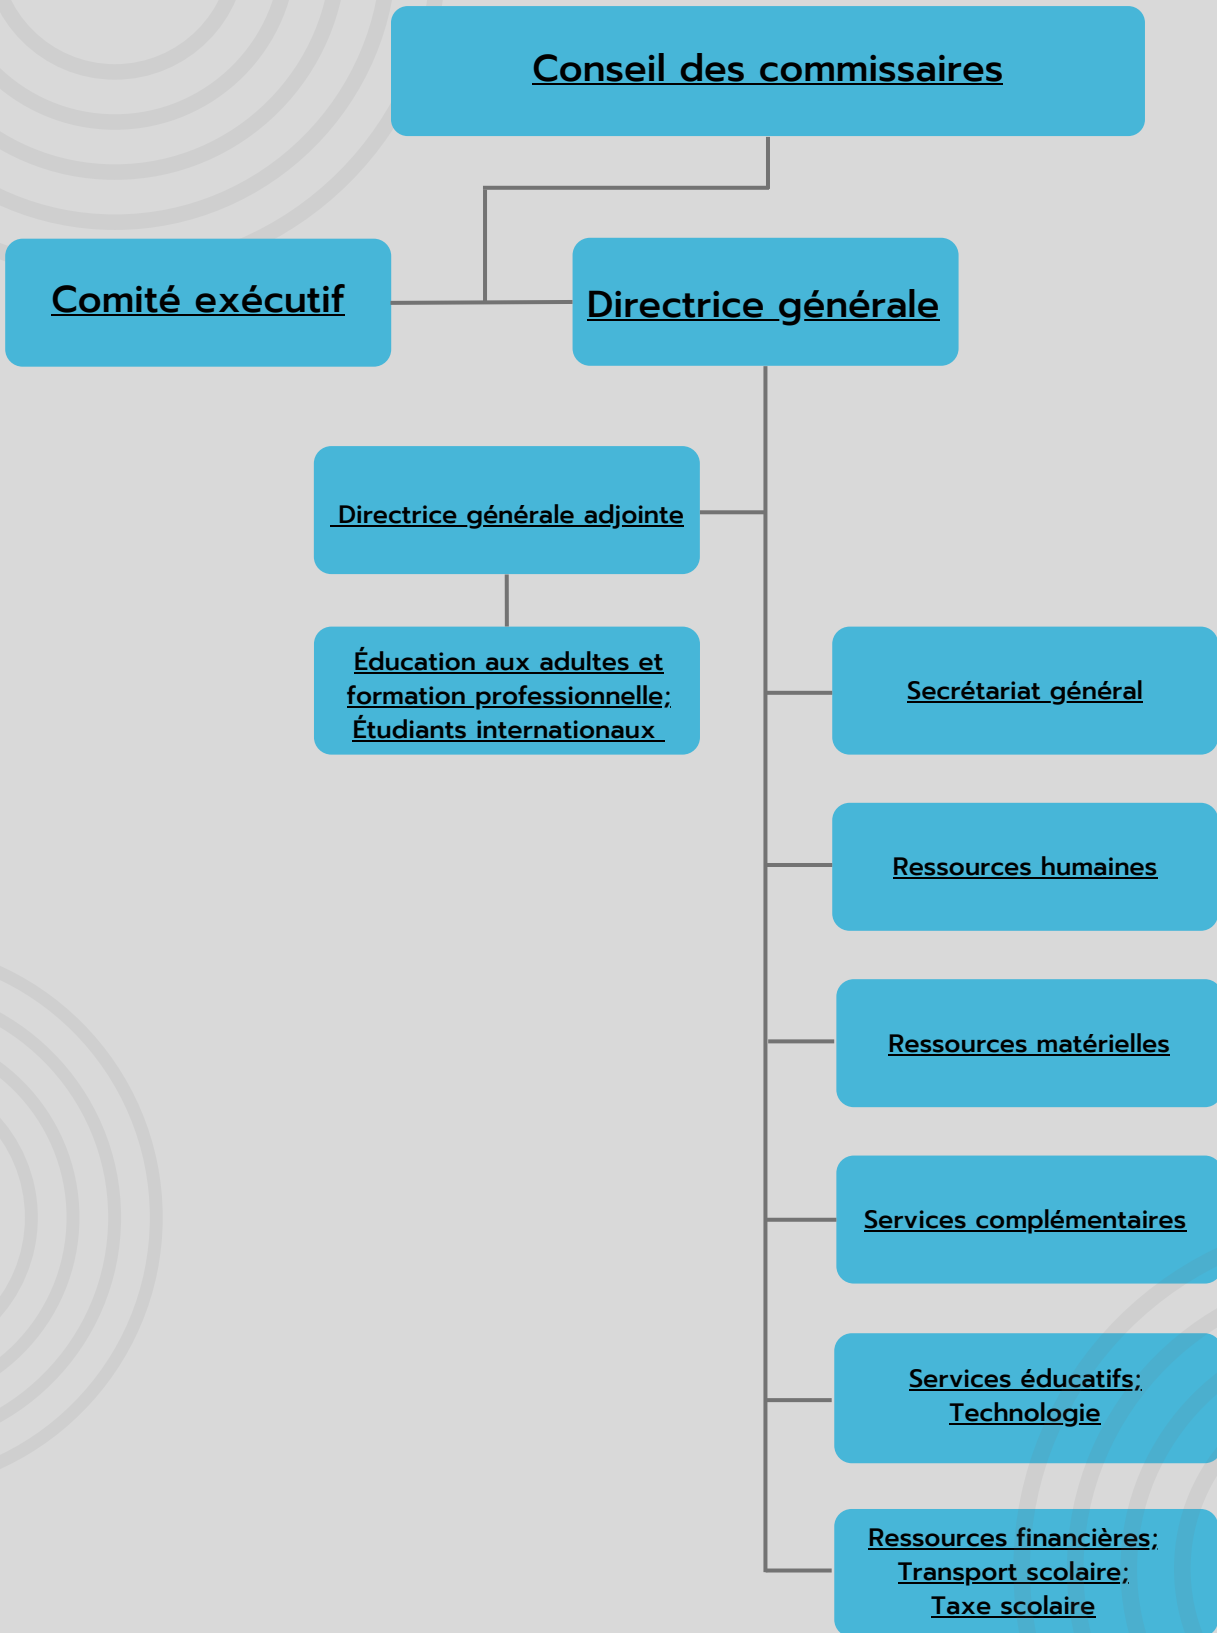 Conseil des commissaires
Comité exécutif
Directrice générale
Directrice générale adjointe
Éducation aux adultes et
formation professionnelle;
Étudiants internationaux
Secrétariat général
Ressources humaines
Ressources matérielles
Services complémentaires
Services éducatifs;
Technologie
Ressources financières;
Transport scolaire;
Taxe scolaire